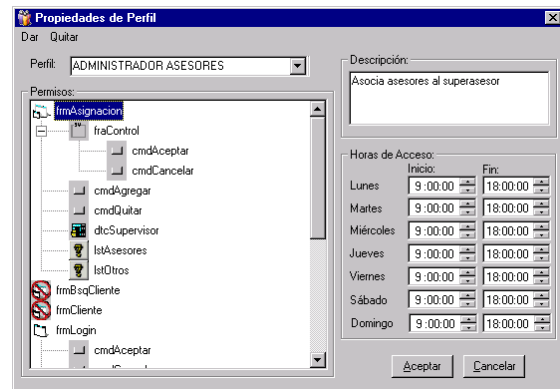 Propiedades de Perfil
Dar Quitar
Perfil: ADMINISTRADOR ASESORES
Permisos:
frmAsignacion
fraControl
cmdAceptar
cmdCancelar
cmdAgregar
cmdQuitar
dtcSupervisor
lstAsesores
lstOtros
frmBsqCliente
frmCliente
frmLogin
cmdAceptar
Descripción:
Asocia asesores al superasesor
Horas de Acceso:
Inicio: Fin:
Lunes 9 :00:00 18:00:00
Martes 9 :00:00 18:00:00
Miércoles 9 :00:00 18:00:00
Jueves 9 :00:00 18:00:00
Viernes 9 :00:00 18:00:00
Sábado 9 :00:00 18:00:00
Domingo 9 :00:00 18:00:00
Aceptar Cancelar